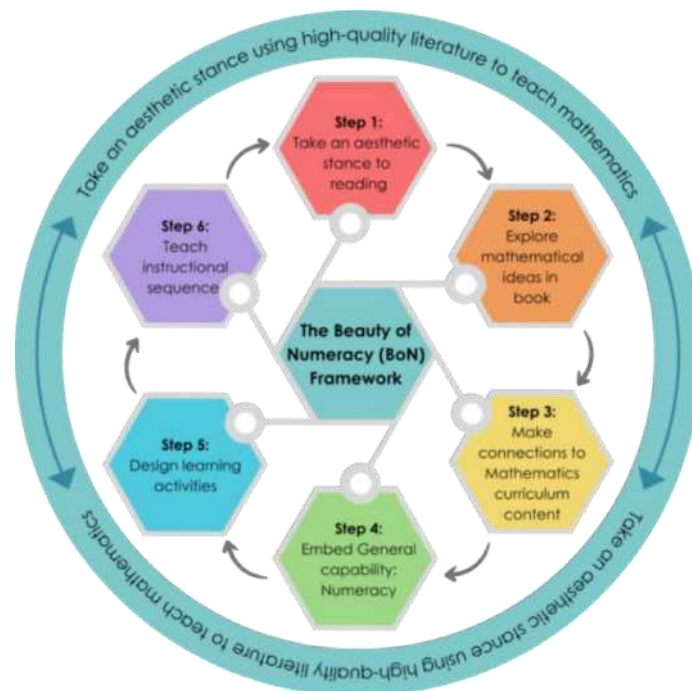 Take an aesthetic stance using high-quality literature to teach mathematics
Step 1:
Take an aesthetic
stance to
reading
Step 2:
Explore
mathematical
ideas in
book
Step 3:
Make
connections to
Mathematics
curriculum
content
Step 4:
Embed General
capability:
Numeracy
Step 5:
Design learning
activities
Step 6:
Teach
instructional
sequence
The Beauty of
Numeracy (BoN)
Framework
Take an aesthetic stance using high-quality literature to teach mathematics